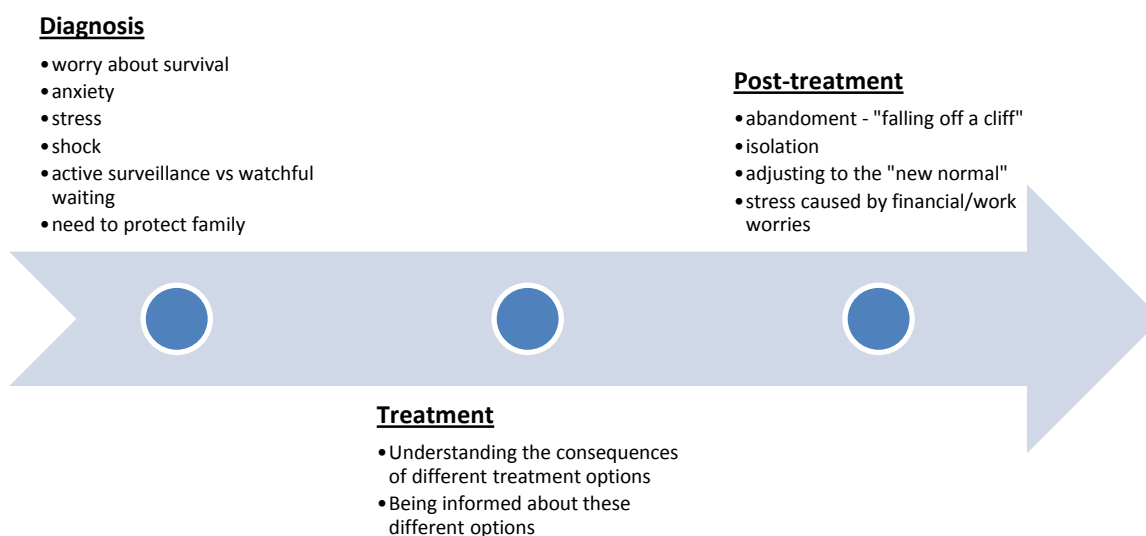 Diagnosis
•worry about survival
•anxiety
•stress
•shock
•active surveillance vs watchful
waiting
•need to protect family
Post-treatment
•abandoment - "falling off a cliff"
•isolation
•adjusting to the "new normal"
•stress caused by financial/work
worries
Treatment
•Understanding the consequences
of different treatment options
•Being informed about these
different options